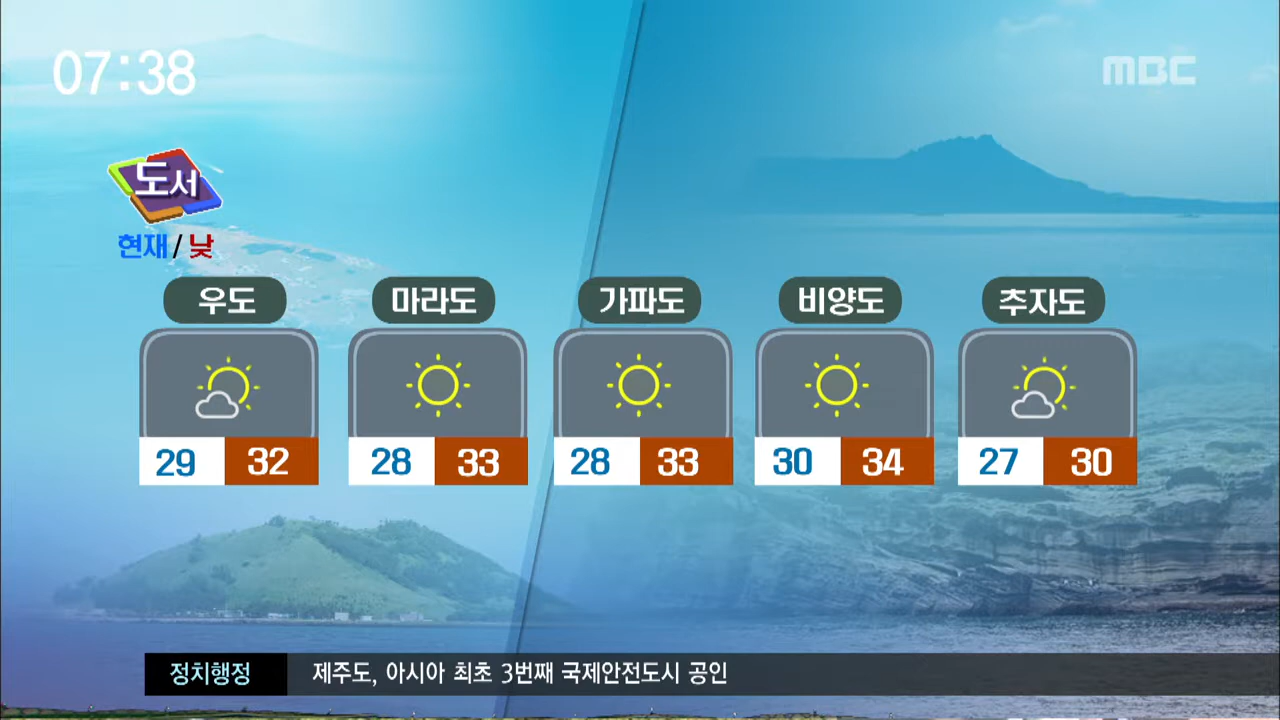 07:38
MBC
도서
현재/낮
우도 마라도 가파도 비양도 추자도
29 32 28 33 28 33 30 34 27 30
정치행정 제주도, 아시아 최초 3번째 국제안전도시 공인